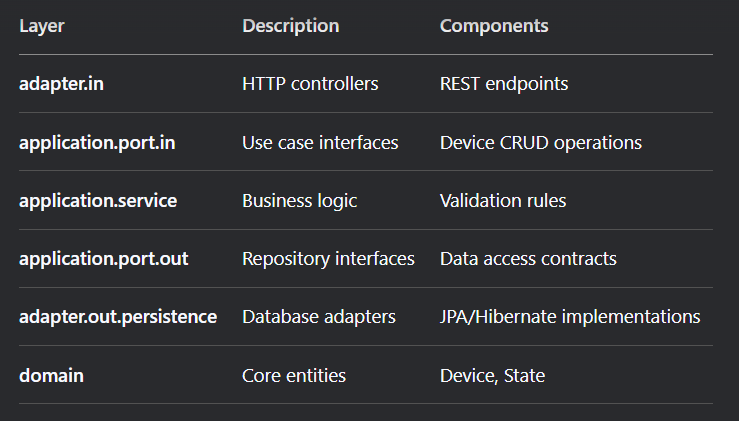 Layer Description Components
adapter.in HTTP controllers REST endpoints
application.port.in Use case interfaces Device CRUD operations
application.service Business logic Validation rules
application.port.out Repository interfaces Data access contracts
adapter.out.persistence Database adapters JPA/Hibernate implementations
domain Core entities Device, State